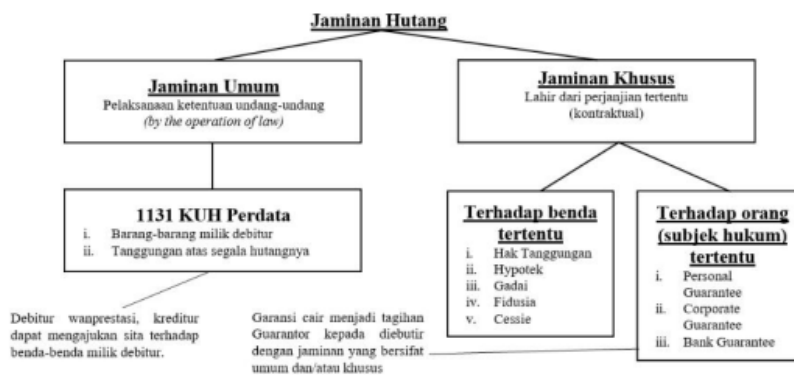 Jaminan Hutang
Jaminan Umum
Pelaksanaan ketentuan undang-undang
(by the operation of law)
Jaminan Khusus
Lahir dari perjanjian tertentu
(kontraktual)
1131 KUH Perdata
i. Barang-barang milik debitur
ii. Tanggungan atas segala hutangnya
Terhadap benda
tertentu
i. Hak Tanggungan
ii. Hypotek
iii. Gadai
iv. Fidusia
v. Cessie
Terhadap orang
(subjek hukum)
tertentu
i. Personal
Guarantee
ii. Corporate
Guarantee
iii. Bank Guarantee
Debitur wanprestasi, kreditur
dapat mengajukan sita terhadap
benda-benda milik debitur.
Garansi cair menjadi tagihan
Guarantor kepada diebutir
dengan jaminan yang bersifat
umum dan/atau khusus